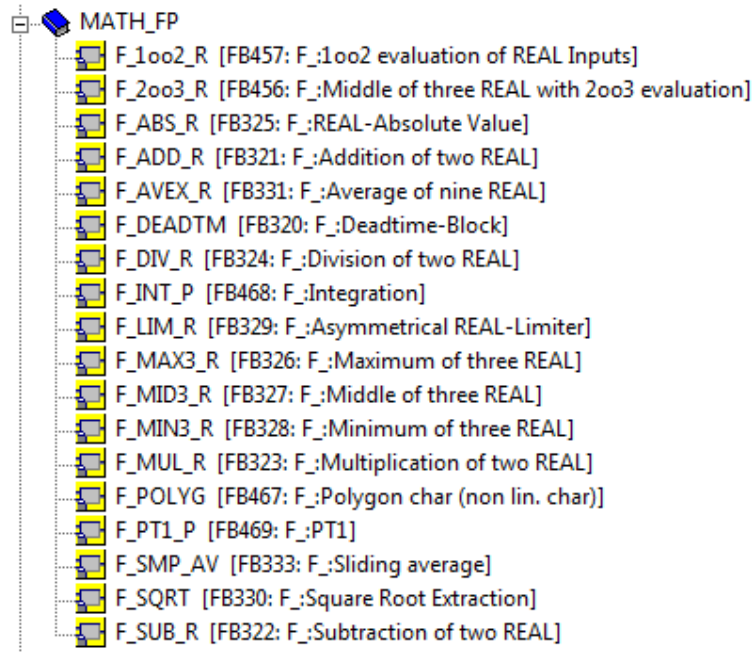 MATH_FP
F_1oo2_R [FB457: F_:1oo2 evaluation of REAL Inputs]
F_2oo3_R [FB456: F_:Middle of three REAL with 2oo3 evaluation]
F_ABS_R [FB325: F_:REAL-Absolute Value]
F_ADD_R [FB321: F_:Addition of two REAL]
F_AVEX_R [FB331: F_:Average of nine REAL]
F_DEADTM [FB320: F_:Deadtime-Block]
F_DIV_R [FB324: F_:Division of two REAL]
F_INT_P [FB468: F_:Integration]
F_LIM_R [FB329: F_:Asymmetrical REAL-Limiter]
F_MAX3_R [FB326: F_:Maximum of three REAL]
F_MID3_R [FB327: F_:Middle of three REAL]
F_MIN3_R [FB328: F_:Minimum of three REAL]
F_MUL_R [FB323: F_:Multiplication of two REAL]
F_POLYG [FB467: F_:Polygon char (non lin. char)]
F_PT1_P [FB469: F_:PT1]
F_SMP_AV [FB333: F_:Sliding average]
F_SQRT [FB330: F_:Square Root Extraction]
F_SUB_R [FB322: F_:Subtraction of two REAL]